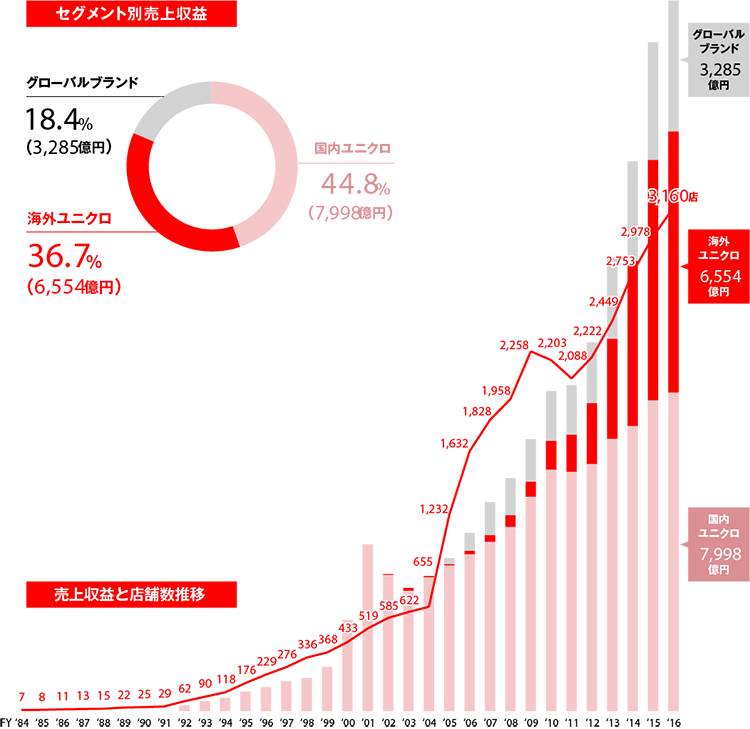 セグメント別売上収益
グローバルブランド
18.4%
(3,285億円)
国内ユニクロ
44.8%
(7,998億円)
海外ユニクロ
36.7%
(6,554億円)
グローバル
ブランド
3,285
億円
海外
ユニクロ
6,554
億円
国内
ユニクロ
7,998
億円
売上収益と店舗数推移
7 8 11 13 15 22 25 29 62 90 118 176 229 276 336 368 433 519 585 622 655 1,232 1,632 1,828 1,958 2,258 2,203 2,088 2,222 2,449 2,753 2,978 3,160店
FY '84 '85 '86 '87 '88 '89 '90 '91 '92 '93 '94 '95 '96 '97 '98 '99 '00 '01 '02 '03 '04 '05 '06 '07 '08 '09 '10 '11 '12 '13 '14 '15 '16